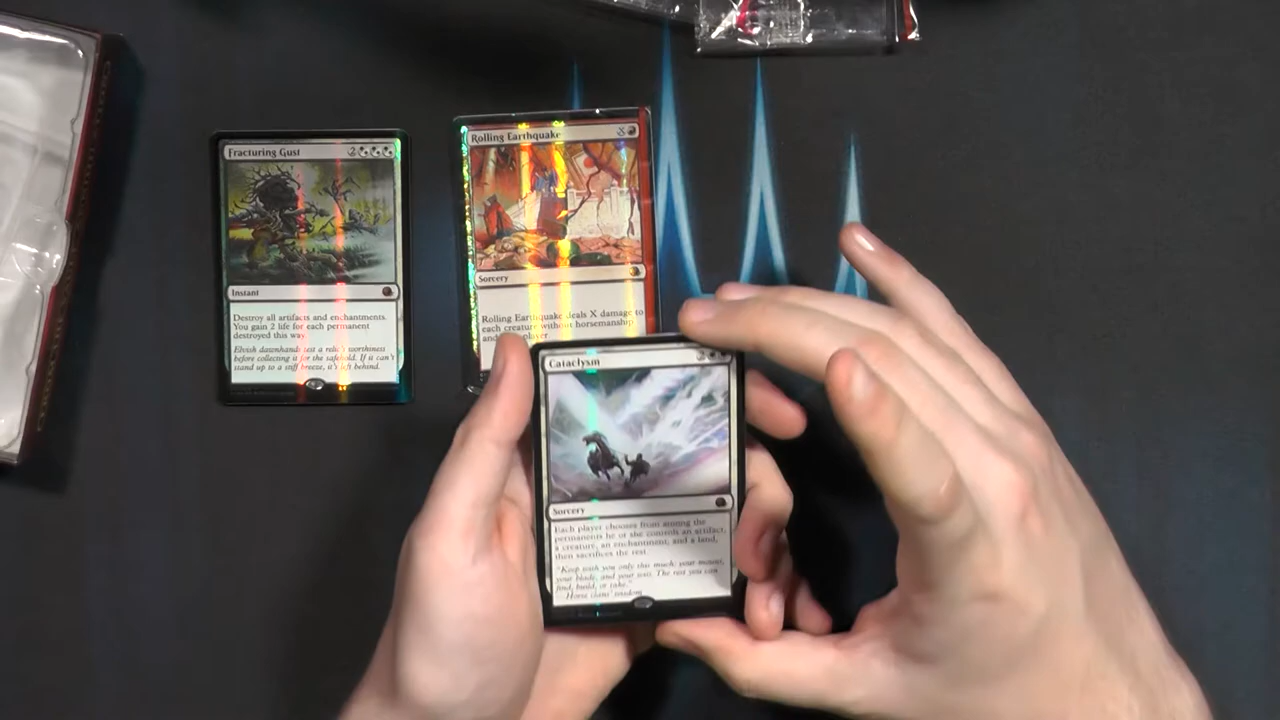 Fracturing Gust
2
Instant
Destroy all artifacts and enchantments.
You gain 2 life for each permanent
destroyed this way.
Elvish dawnhands test a relic's worthiness
before collecting it for the safehold. If it can't
stand up to a stiff breeze, it's left behind.
Rolling Earthquake
X
Sorcery
Rolling Earthquake deals X damage to
each creature without horsemanship
and player.
Cataclysm
2
Sorcery
Each player chooses from among the
permanents he or she controls an artifact,
a creature, an enchantment, and a land,
then sacrifices the rest.
"Keep with you only this much: your mount,
your blade, and your wits. The rest you can
find, build, or take."
Horse clans' wisdom